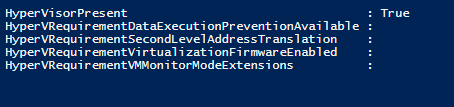 HyperVisorPresent : True
HyperVRequirementDataExecutionPreventionAvailable :
HyperVRequirementSecondLevelAddressTranslation :
HyperVRequirementVirtualizationFirmwareEnabled :
HyperVRequirementVMMonitorModeExtensions :